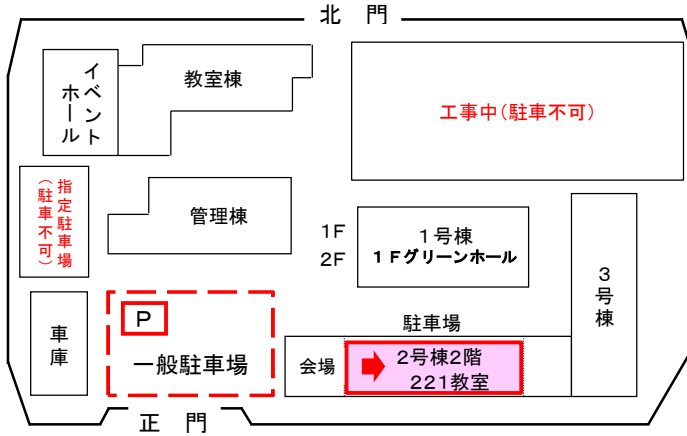 北 門
イベント
ホール
教室棟
工事中(駐車不可)
指定駐車場
(駐車不可)
管理棟
1F
2F
1号棟
1Fグリーンホール
3号棟
車庫
P
一般駐車場
駐車場
会場
2号棟2階
221教室
正 門